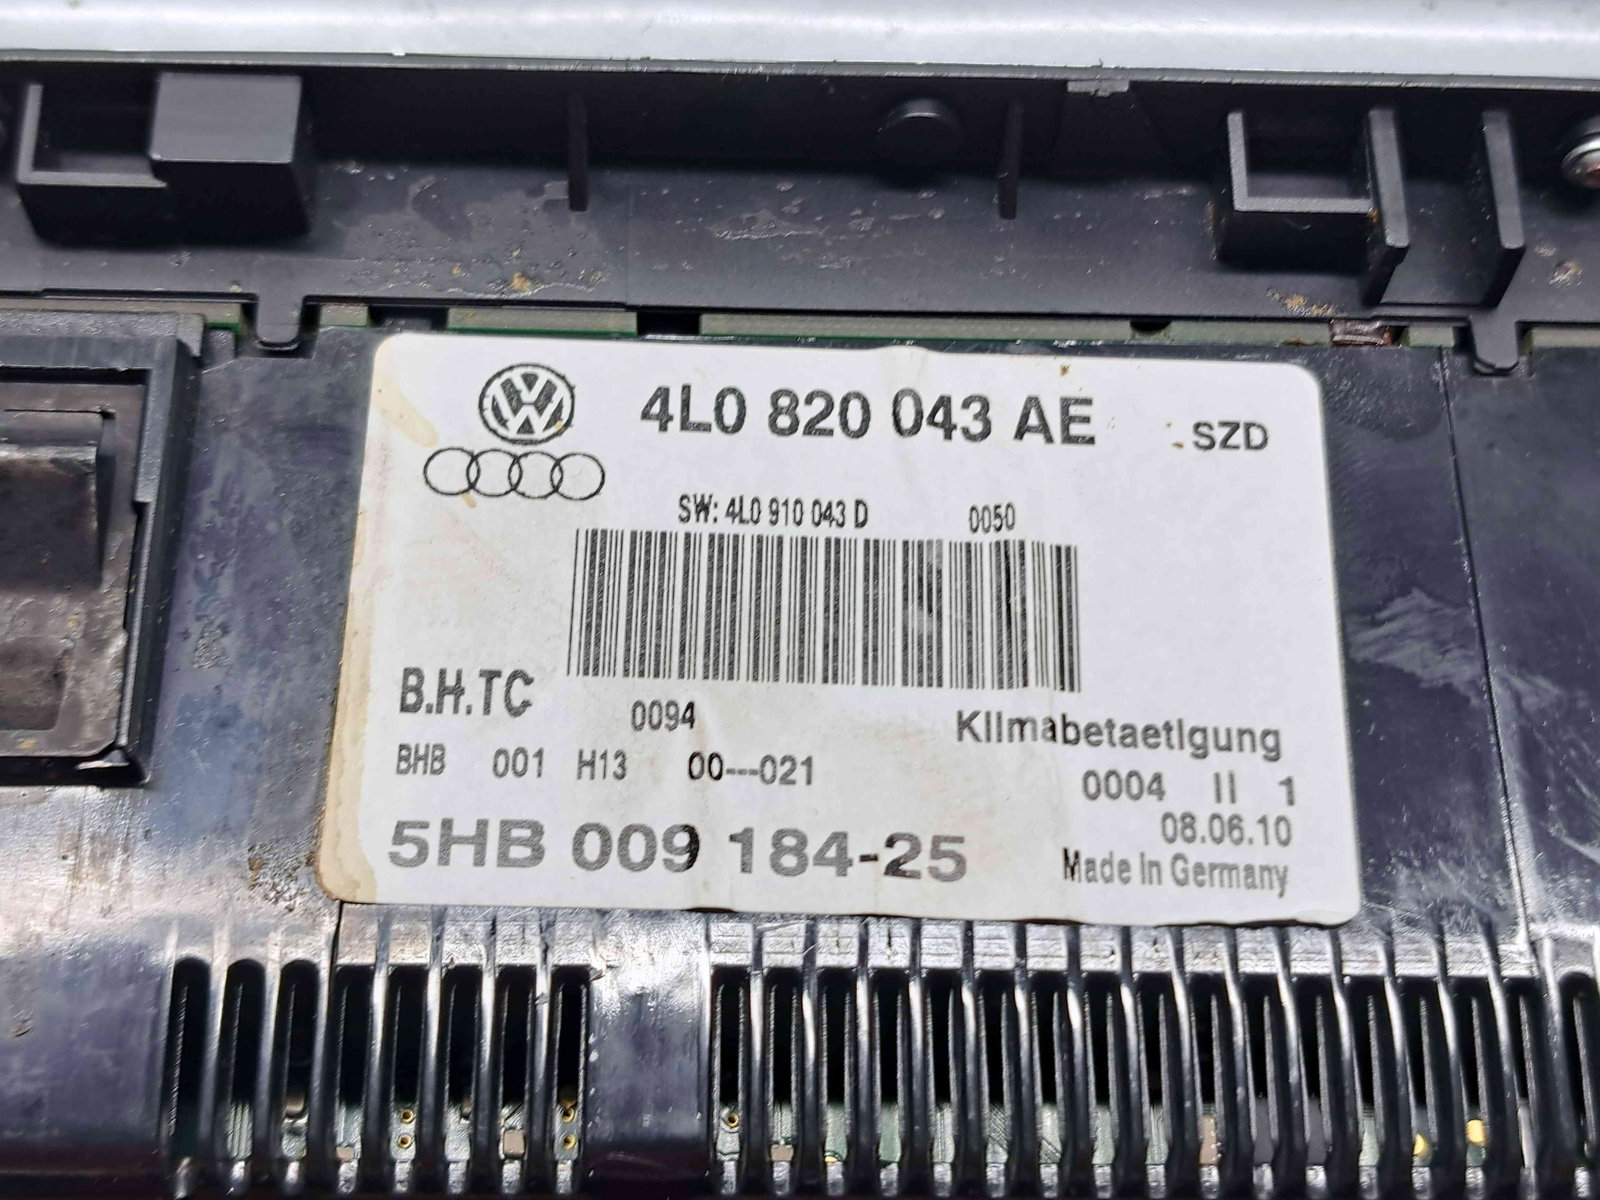 4L0 820 043 AE SZD
SW: 4L0 910 043 D 0050
B.H.TC 0094 Klimabetaetigung
BHB 001 H13 00---021 0004 II 1
08.06.10
5HB 009 184-25 Made in Germany